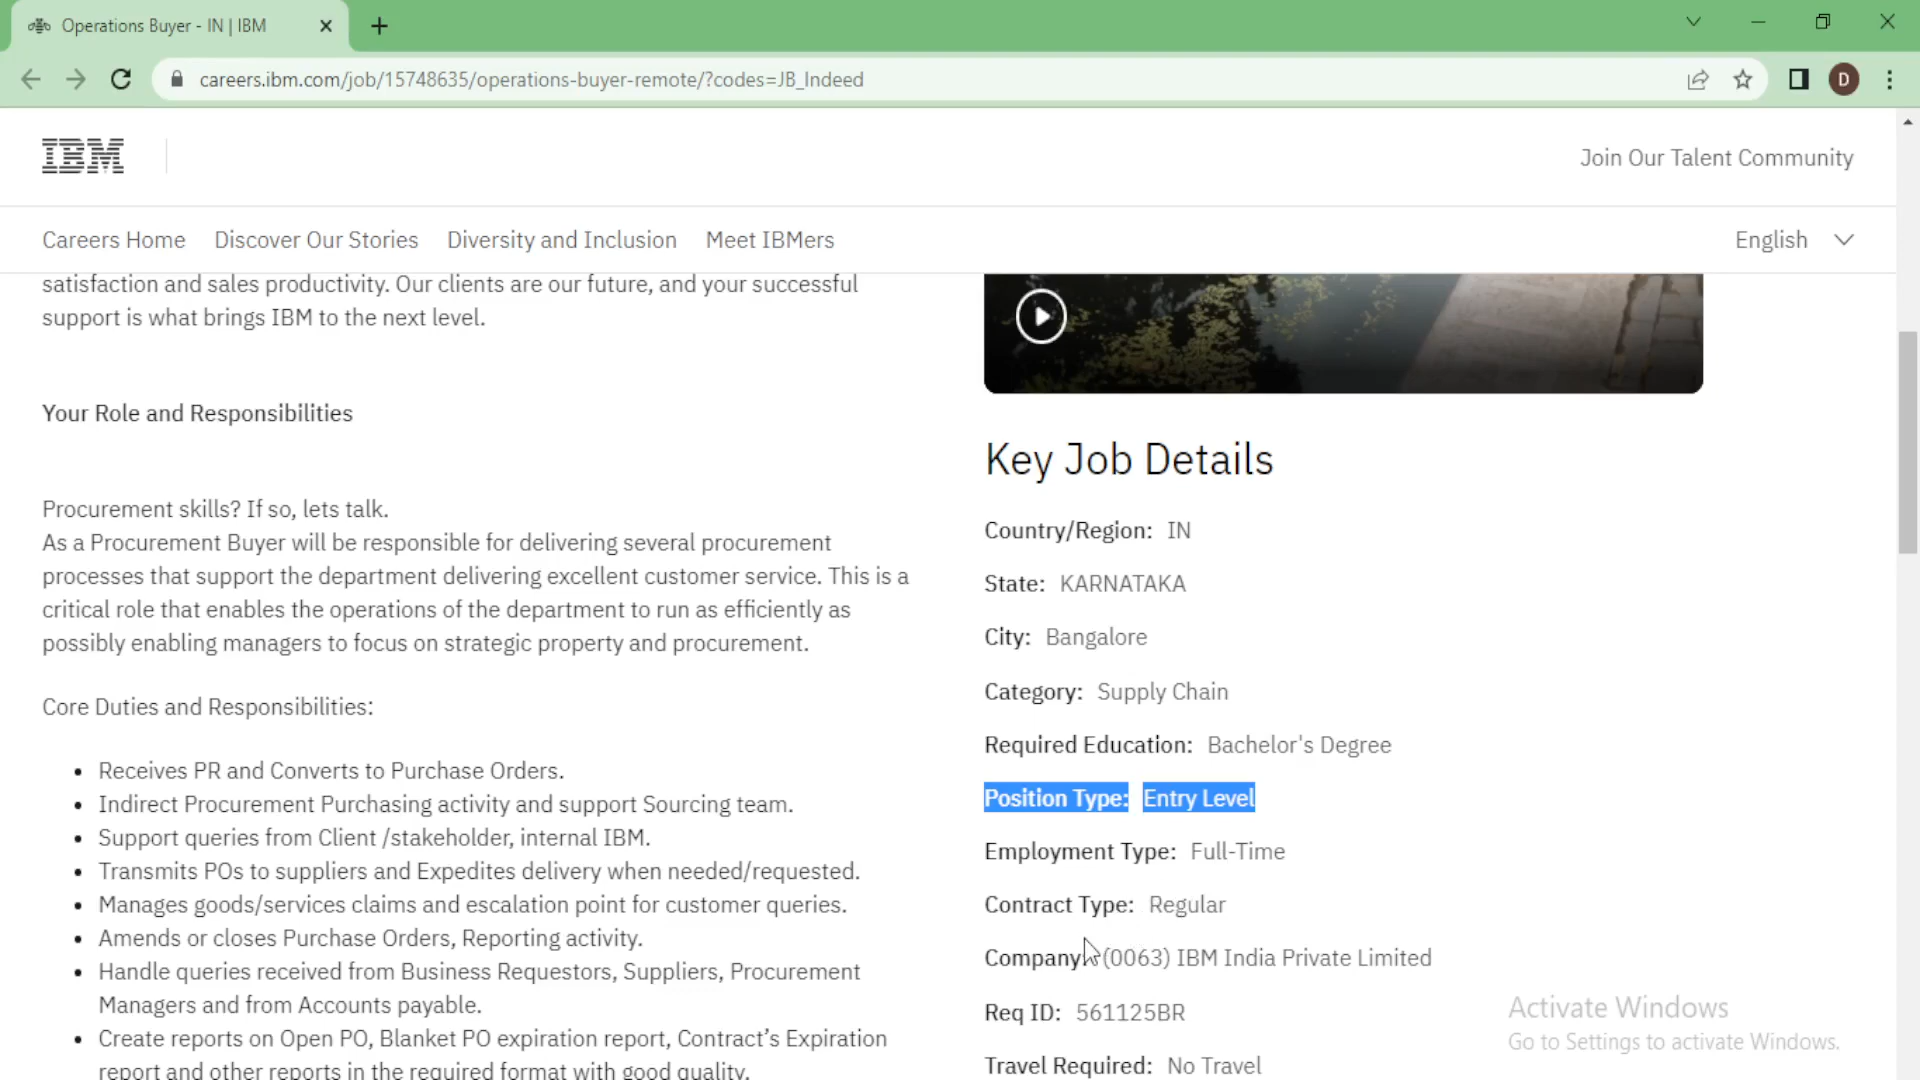 Operations Buyer - IN | IBM
careers.ibm.com/job/15748635/operations-buyer-remote/?codes=JB_Indeed
D
IBM
Join Our Talent Community
Careers Home Discover Our Stories Diversity and Inclusion Meet IBMers
English
satisfaction and sales productivity. Our clients are our future, and your successful
support is what brings IBM to the next level.
Your Role and Responsibilities
Procurement skills? If so, lets talk.
As a Procurement Buyer will be responsible for delivering several procurement
processes that support the department delivering excellent customer service. This is a
critical role that enables the operations of the department to run as efficiently as
possibly enabling managers to focus on strategic property and procurement.
Core Duties and Responsibilities:
• Receives PR and Converts to Purchase Orders.
• Indirect Procurement Purchasing activity and support Sourcing team.
• Support queries from Client /stakeholder, internal IBM.
• Transmits POs to suppliers and Expedites delivery when needed/requested.
• Manages goods/services claims and escalation point for customer queries.
• Amends or closes Purchase Orders, Reporting activity.
• Handle queries received from Business Requestors, Suppliers, Procurement
Managers and from Accounts payable.
• Create reports on Open PO, Blanket PO expiration report, Contract’s Expiration
report and other reports in the required format with good quality.
Key Job Details
Country/Region: IN
State: KARNATAKA
City: Bangalore
Category: Supply Chain
Required Education: Bachelor's Degree
Position Type: Entry Level
Employment Type: Full-Time
Contract Type: Regular
Company: (0063) IBM India Private Limited
Req ID: 561125BR
Travel Required: No Travel
Activate Windows
Go to Settings to activate Windows.